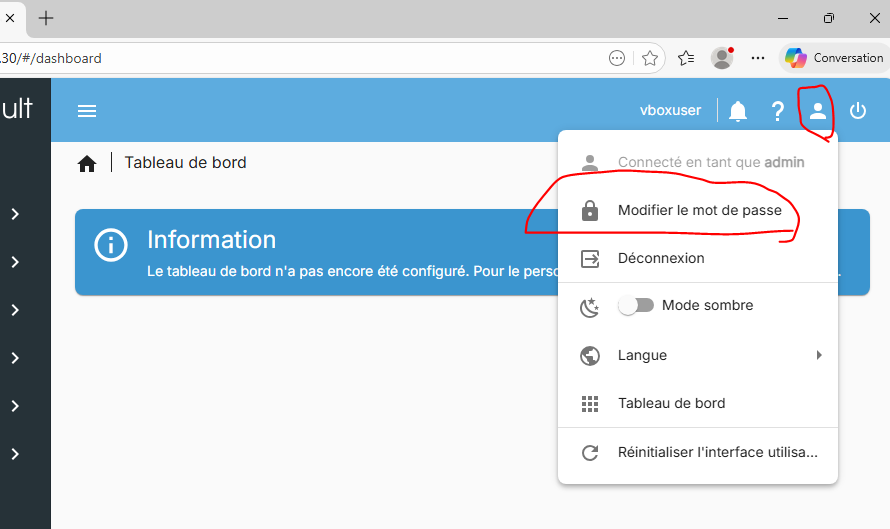 .30/#/dashboard
Conversation
ult
vboxuser
Tableau de bord
Connecté en tant que admin
Modifier le mot de passe
Information
Le tableau de bord n'a pas encore été configuré. Pour le perso
.
Déconnexion
Mode sombre
Langue
Tableau de bord
Réinitialiser l'interface utilisa...